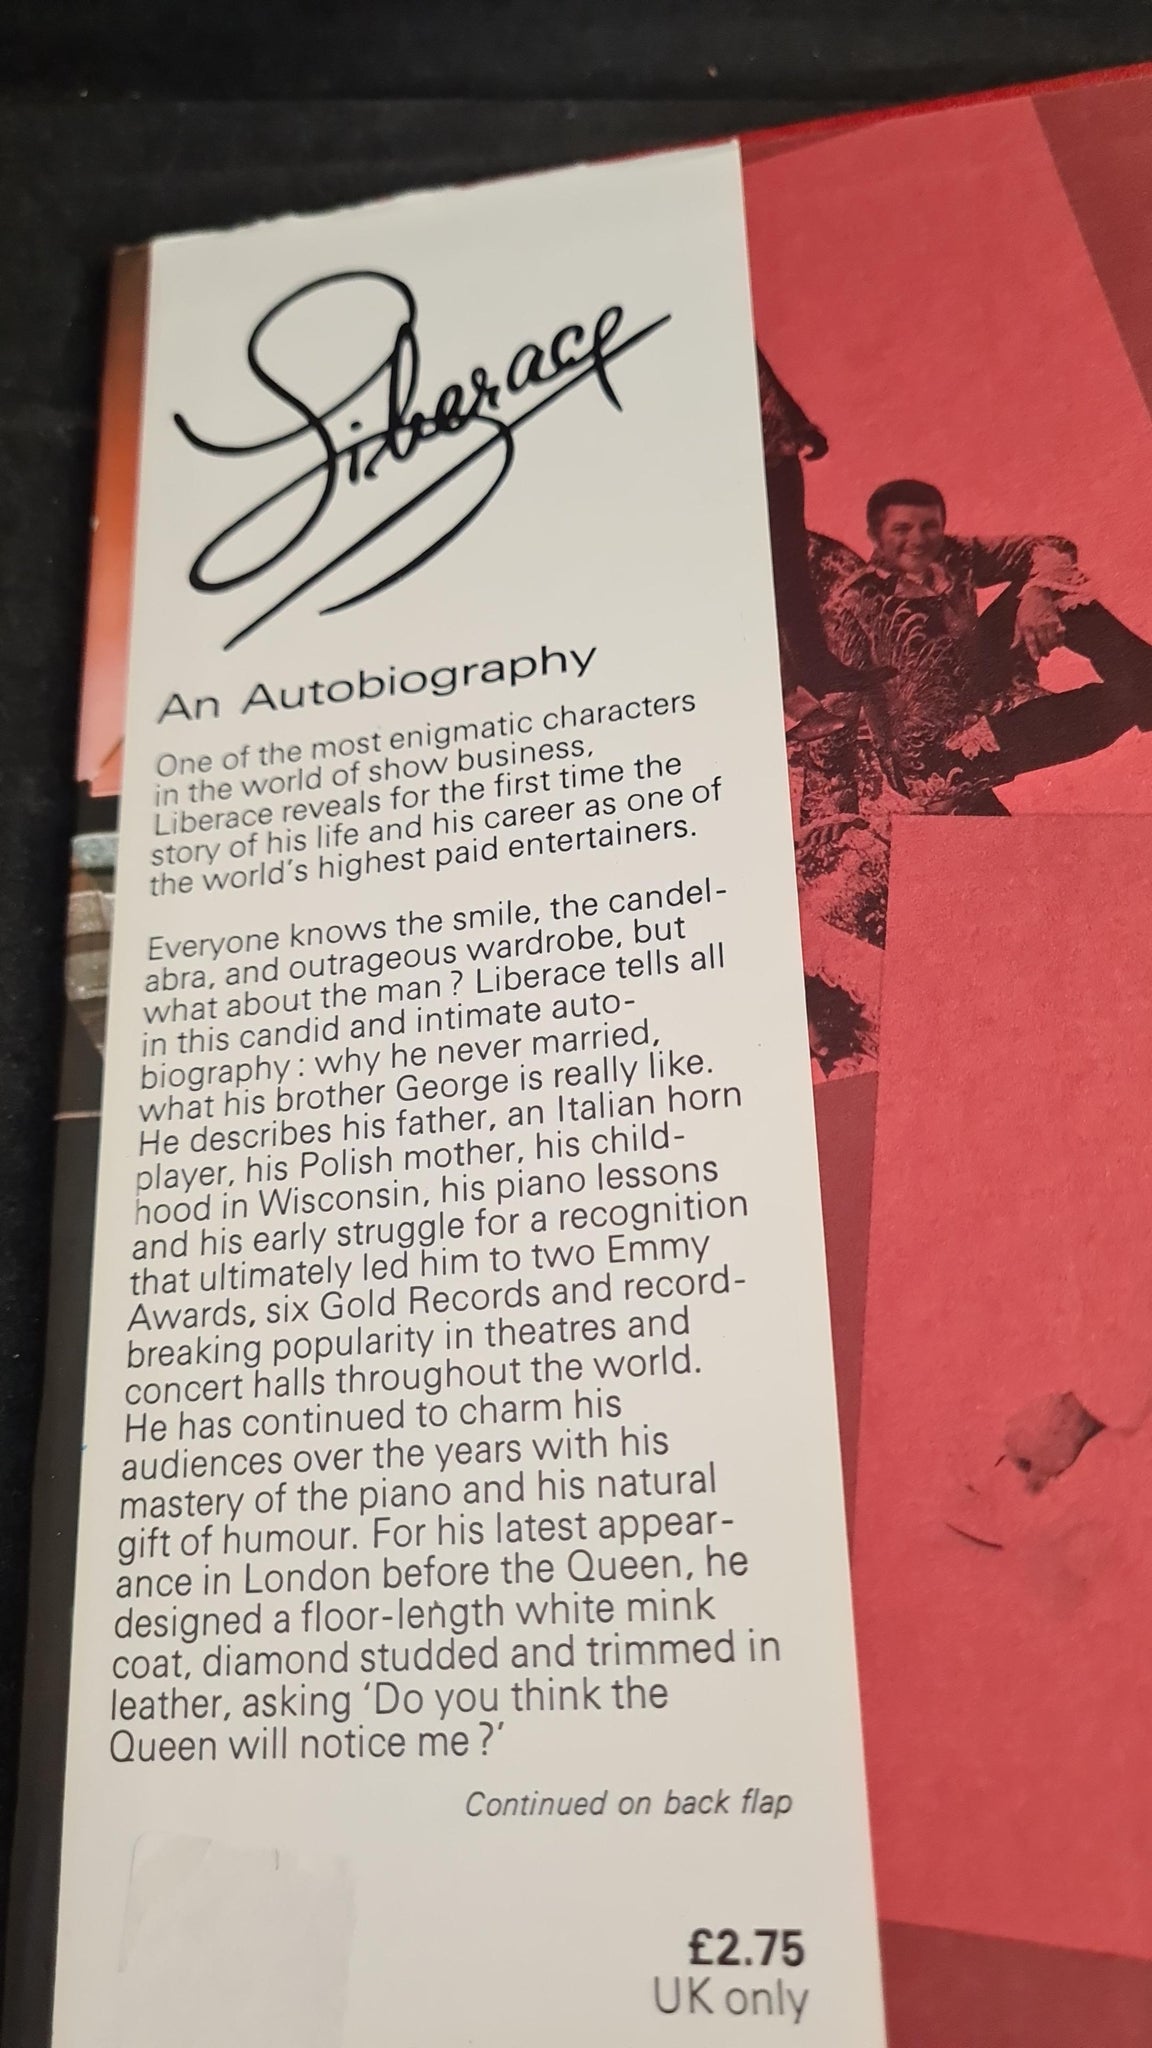 Liberace
An Autobiography
One of the most enigmatic characters
in the world of show business,
Liberace reveals for the first time the
story of his life and his career as one of
the world's highest paid entertainers.
Everyone knows the smile, the candel-
abra, and outrageous wardrobe, but
what about the man? Liberace tells all
in this candid and intimate auto-
biography: why he never married,
what his brother George is really like.
He describes his father, an Italian horn
player, his Polish mother, his child-
hood in Wisconsin, his piano lessons
and his early struggle for a recognition
that ultimately led him to two Emmy
Awards, six Gold Records and record-
breaking popularity in theatres and
concert halls throughout the world.
He has continued to charm his
audiences over the years with his
mastery of the piano and his natural
gift of humour. For his latest appear-
ance in London before the Queen, he
designed a floor-length white mink
coat, diamond studded and trimmed in
leather, asking 'Do you think the
Queen will notice me?'
Continued on back flap
£2.75
UK only